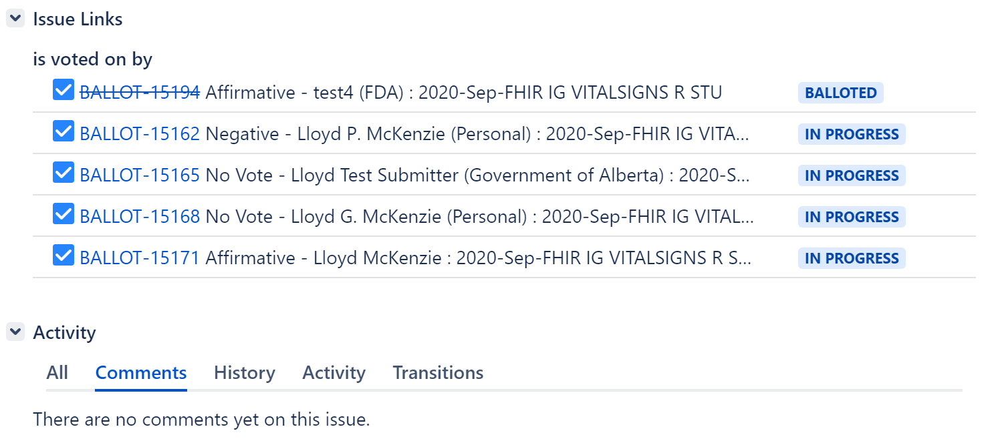 Issue Links
is voted on by
BALLOT-15194 Affirmative - test4 (FDA) : 2020-Sep-FHIR IG VITALSIGNS R STU BALLOTED
BALLOT-15162 Negative - Lloyd P. McKenzie (Personal) : 2020-Sep-FHIR IG VITA... IN PROGRESS
BALLOT-15165 No Vote - Lloyd Test Submitter (Government of Alberta) : 2020-S... IN PROGRESS
BALLOT-15168 No Vote - Lloyd G. McKenzie (Personal) : 2020-Sep-FHIR IG VITAL... IN PROGRESS
BALLOT-15171 Affirmative - Lloyd McKenzie : 2020-Sep-FHIR IG VITALSIGNS R S... IN PROGRESS
Activity
All Comments History Activity Transitions
There are no comments yet on this issue.